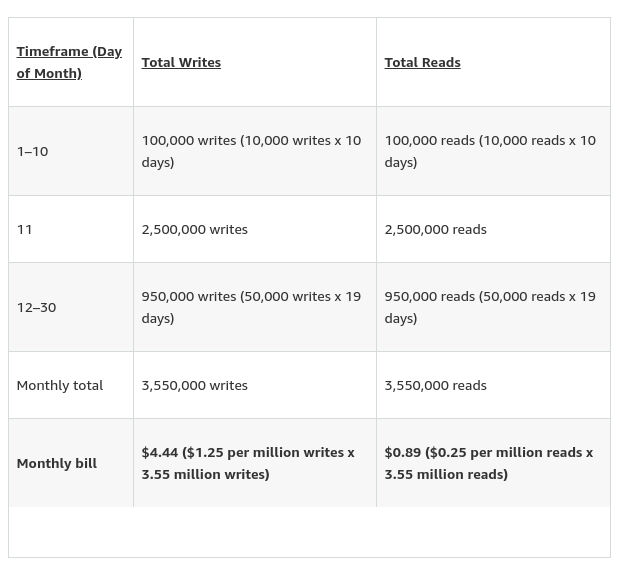 Timeframe (Day
of Month)
Total Writes
Total Reads
1–10
100,000 writes (10,000 writes x 10
days)
100,000 reads (10,000 reads x 10
days)
11
2,500,000 writes
2,500,000 reads
12–30
950,000 writes (50,000 writes x 19
days)
950,000 reads (50,000 reads x 19
days)
Monthly total
3,550,000 writes
3,550,000 reads
Monthly bill
$4.44 ($1.25 per million writes x
3.55 million writes)
$0.89 ($0.25 per million reads x
3.55 million reads)